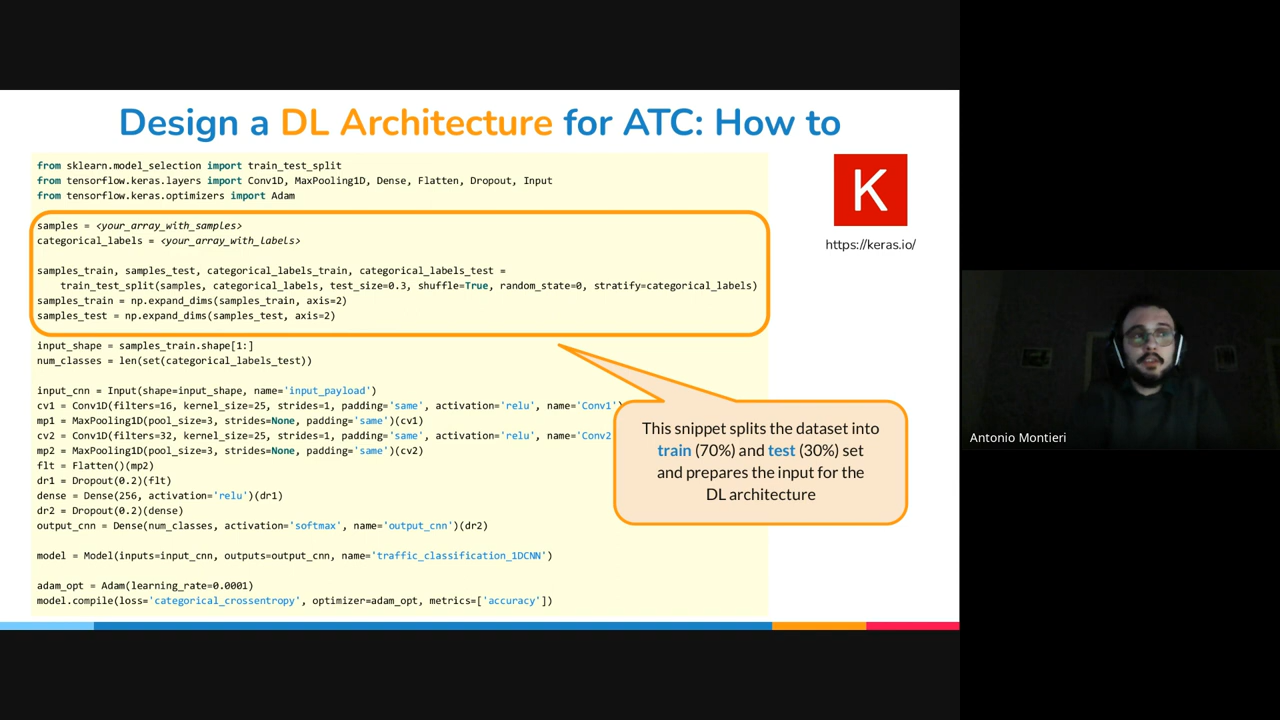 Design a DL Architecture for ATC: How to
from sklearn.model_selection import train_test_split
from tensorflow.keras.layers import Conv1D, MaxPooling1D, Dense, Flatten, Dropout, Input
from tensorflow.keras.optimizers import Adam
samples = <your_array_with_samples>
categorical_labels = <your_array_with_labels>
samples_train, samples_test, categorical_labels_train, categorical_labels_test =
train_test_split(samples, categorical_labels, test_size=0.3, shuffle=True, random_state=0, stratify=categorical_labels)
samples_train = np.expand_dims(samples_train, axis=2)
samples_test = np.expand_dims(samples_test, axis=2)
input_shape = samples_train.shape[1:]
num_classes = len(set(categorical_labels_test))
input_cnn = Input(shape=input_shape, name='input_payload')
cv1 = Conv1D(filters=16, kernel_size=25, strides=1, padding='same', activation='relu', name='Conv1')
mp1 = MaxPooling1D(pool_size=3, strides=None, padding='same')(cv1)
cv2 = Conv1D(filters=32, kernel_size=25, strides=1, padding='same', activation='relu', name='Conv2
mp2 = MaxPooling1D(pool_size=3, strides=None, padding='same')(cv2)
flt = Flatten()(mp2)
dr1 = Dropout(0.2)(flt)
dense = Dense(256, activation='relu')(dr1)
dr2 = Dropout(0.2)(dense)
output_cnn = Dense(num_classes, activation='softmax', name='output_cnn')(dr2)
model = Model(inputs=input_cnn, outputs=output_cnn, name='traffic_classification_1DCNN')
adam_opt = Adam(learning_rate=0.0001)
model.compile(loss='categorical_crossentropy', optimizer=adam_opt, metrics=['accuracy'])
This snippet splits the dataset into
train (70%) and test (30%) set
and prepares the input for the
DL architecture
K
https://keras.io/
Antonio Montieri